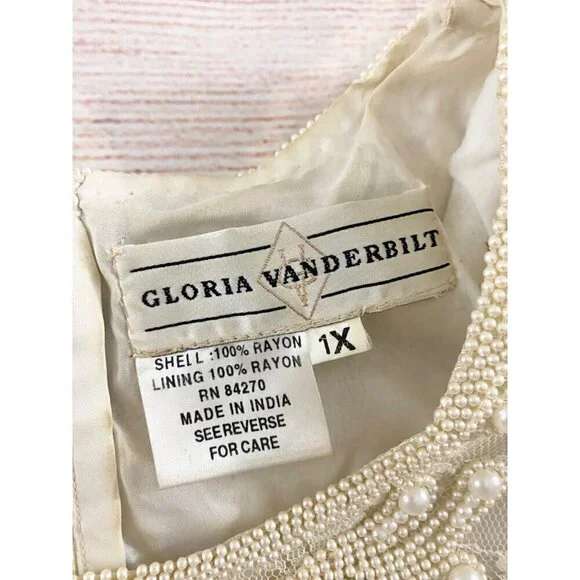 GLORIA VANDERBILT
1X
SHELL :100% RAYON
LINING 100% RAYON
RN 84270
MADE IN INDIA
SEE REVERSE
FOR CARE